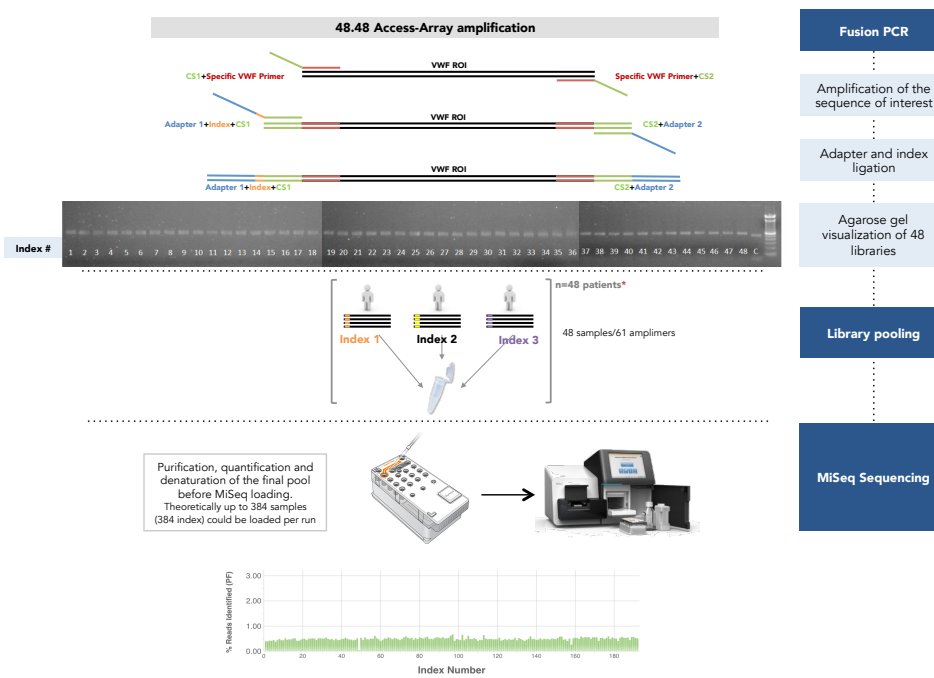 48.48 Access-Array amplification
Fusion PCR
VWF ROI
CS1+Specific VWF Primer
Specific VWF Primer+CS2
Amplification of the
sequence of interest
VWF ROI
Adapter 1+Index+CS1
CS2+Adapter 2
Adapter and index
ligation
VWF ROI
Adapter 1+Index+CS1
CS2+Adapter 2
Agarose gel
visualization of 48
libraries
Index #
1 2 3 4 5 6 7 8 9 10 11 12 13 14 15 16 17 18 19 20 21 22 23 24 25 26 27 28 29 30 31 32 33 34 35 36 37 38 39 40 41 42 43 44 45 46 47 48 C
n=48 patients*
Index 1
Index 2
Index 3
48 samples/61 amplimers
Library pooling
Purification, quantification and
denaturation of the final pool
before MiSeq loading.
Theoretically up to 384 samples
(384 index) could be loaded per run
MiSeq Sequencing
% Reads Identified (PF)
3.00
2.00
1.00
0.00
0 20 40 60 80 100 120 140 160 180
Index Number